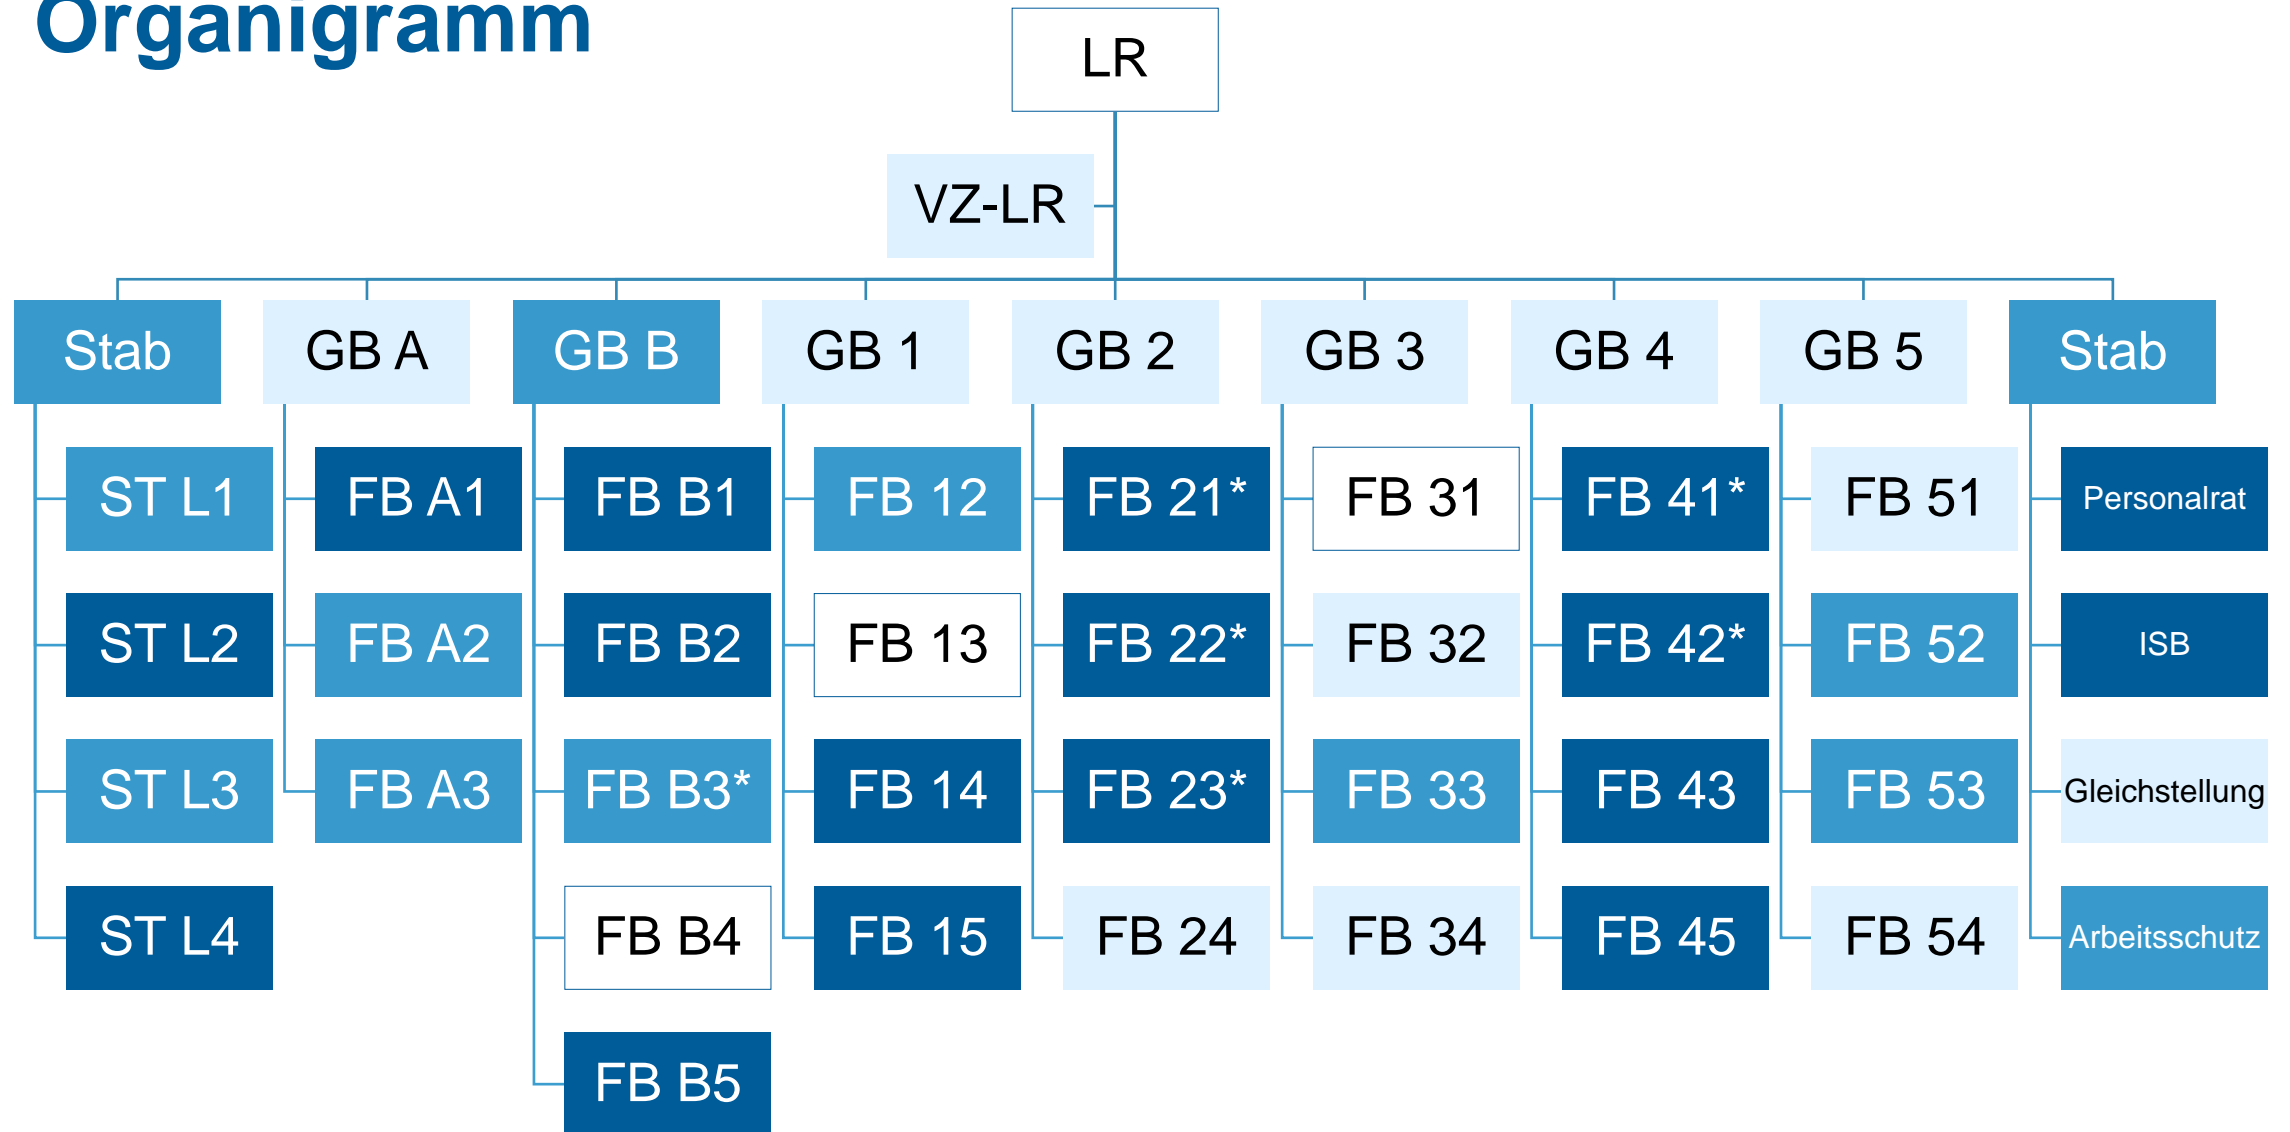 Organigramm
LR
VZ-LR
Stab
GB A
GB B
GB 1
GB 2
GB 3
GB 4
GB 5
Stab
ST L1
FB A1
FB B1
FB 12
FB 21*
FB 31
FB 41*
FB 51
Personalrat
ST L2
FB A2
FB B2
FB 13
FB 22*
FB 32
FB 42*
FB 52
ISB
ST L3
FB A3
FB B3*
FB 14
FB 23*
FB 33
FB 43
FB 53
Gleichstellung
ST L4
FB B4
FB 15
FB 24
FB 34
FB 45
FB 54
Arbeitsschutz
FB B5